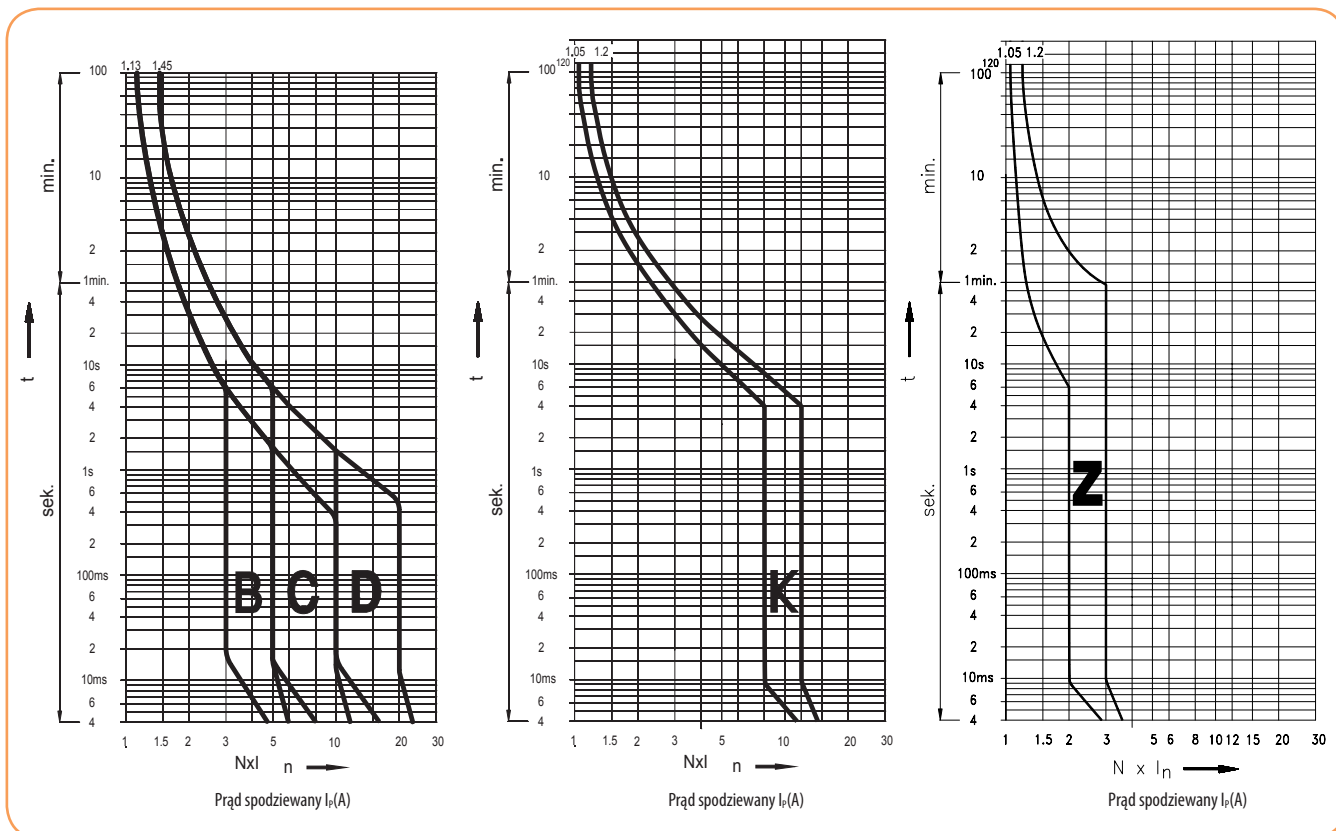 1.13 1.45
100
10
2
1min.
4
2
10s
6
4
2
1s
6
4
2
100ms
6
4
2
10ms
6
4
min.
sek.
t
B C D
1. 1.5 2 3 5 10 20 30
NxI n
Prąd spodziewany Iₚ(A)
1.05 1.2
100 120
10
2
1min.
4
2
10s
6
4
2
1s
6
4
2
100ms
6
4
2
10ms
6
4
min.
sek.
t
K
1. 1.5 2 3 5 10 20 30
NxI n
Prąd spodziewany Iₚ(A)
1.05 1.2
100 120
10
2
1min.
4
2
10s
6
4
2
1s
6
4
2
100ms
6
4
2
10ms
6
4
min.
sek.
t
Z
1 1.5 2 3 5 6 8 10 12 15 20 30
N x In
Prąd spodziewany Iₚ(A)